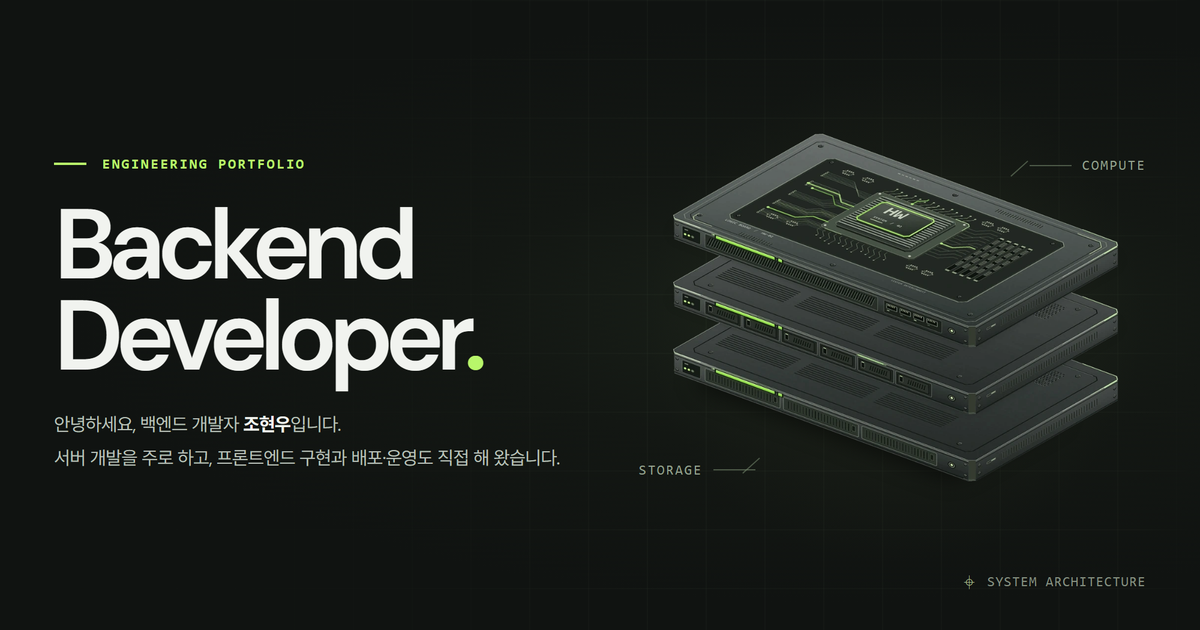 ENGINEERING PORTFOLIO
Backend
Developer.
안녕하세요, 백엔드 개발자 조현우입니다.
서버 개발을 주로 하고, 프론트엔드 구현과 배포·운영도 직접 해 왔습니다.
COMPUTE
HW
STORAGE
SYSTEM ARCHITECTURE